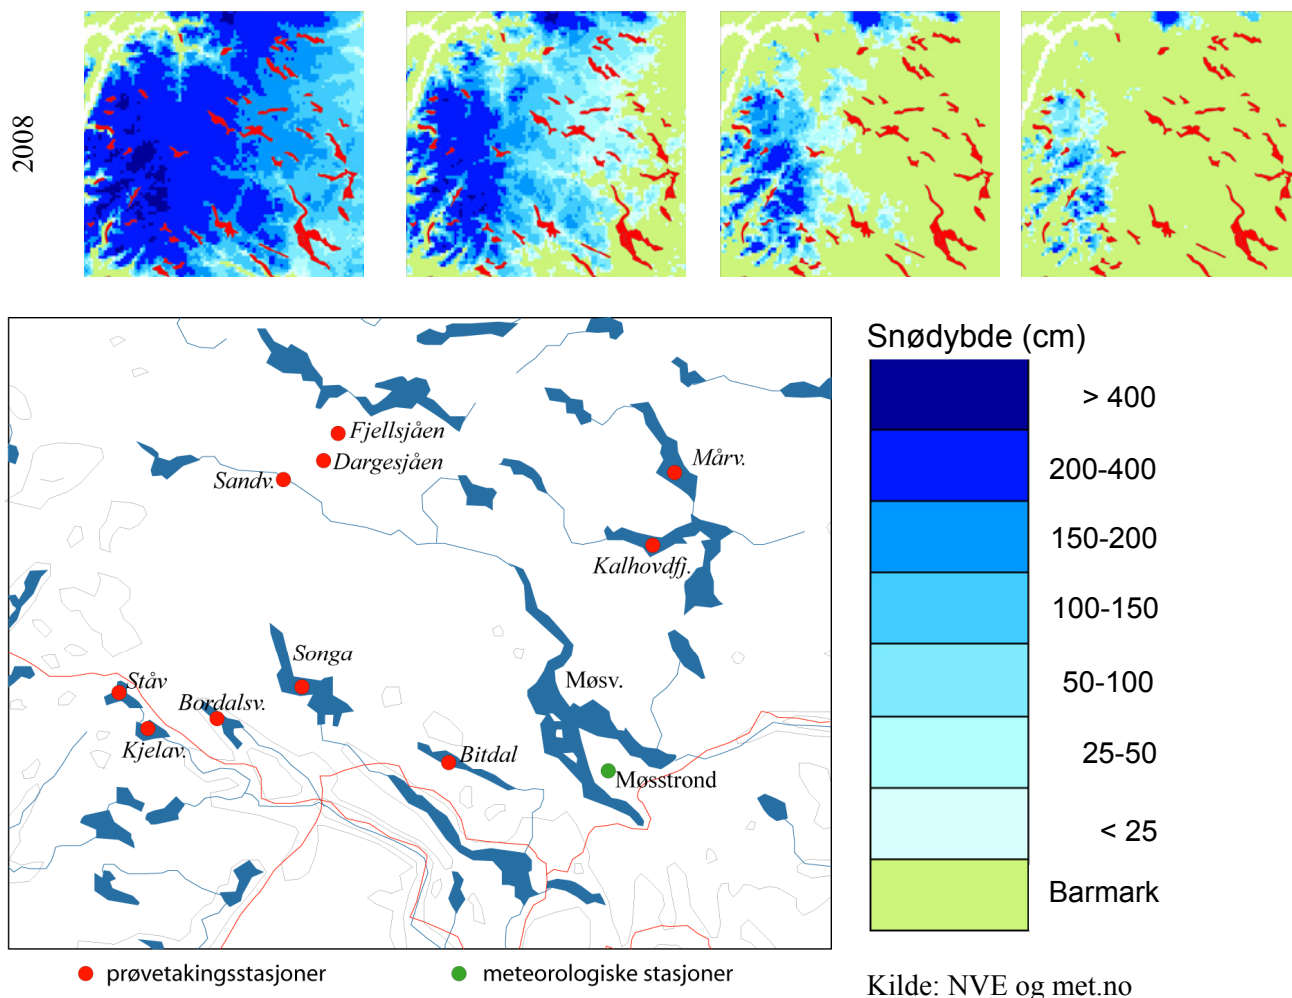 2008
Snødybde (cm)
> 400
200-400
150-200
100-150
50-100
25-50
< 25
Barmark
Fjellsjåen
Dargesjåen
Sandv.
Mårv.
Kalhovdfj.
Songa
Ståv
Bordalsv.
Møsv.
Kjelav.
Bitdal
Møsstrond
prøvetakingsstasjoner
meteorologiske stasjoner
Kilde: NVE og met.no